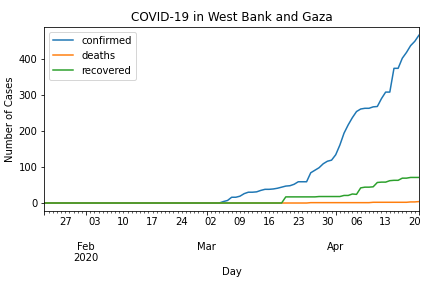 COVID-19 in West Bank and Gaza
confirmed
deaths
recovered
Number of Cases
400
300
200
100
0
27 03 10 17 24 02 09 16 23 30 06 13 20
Feb Mar Apr
2020
Day